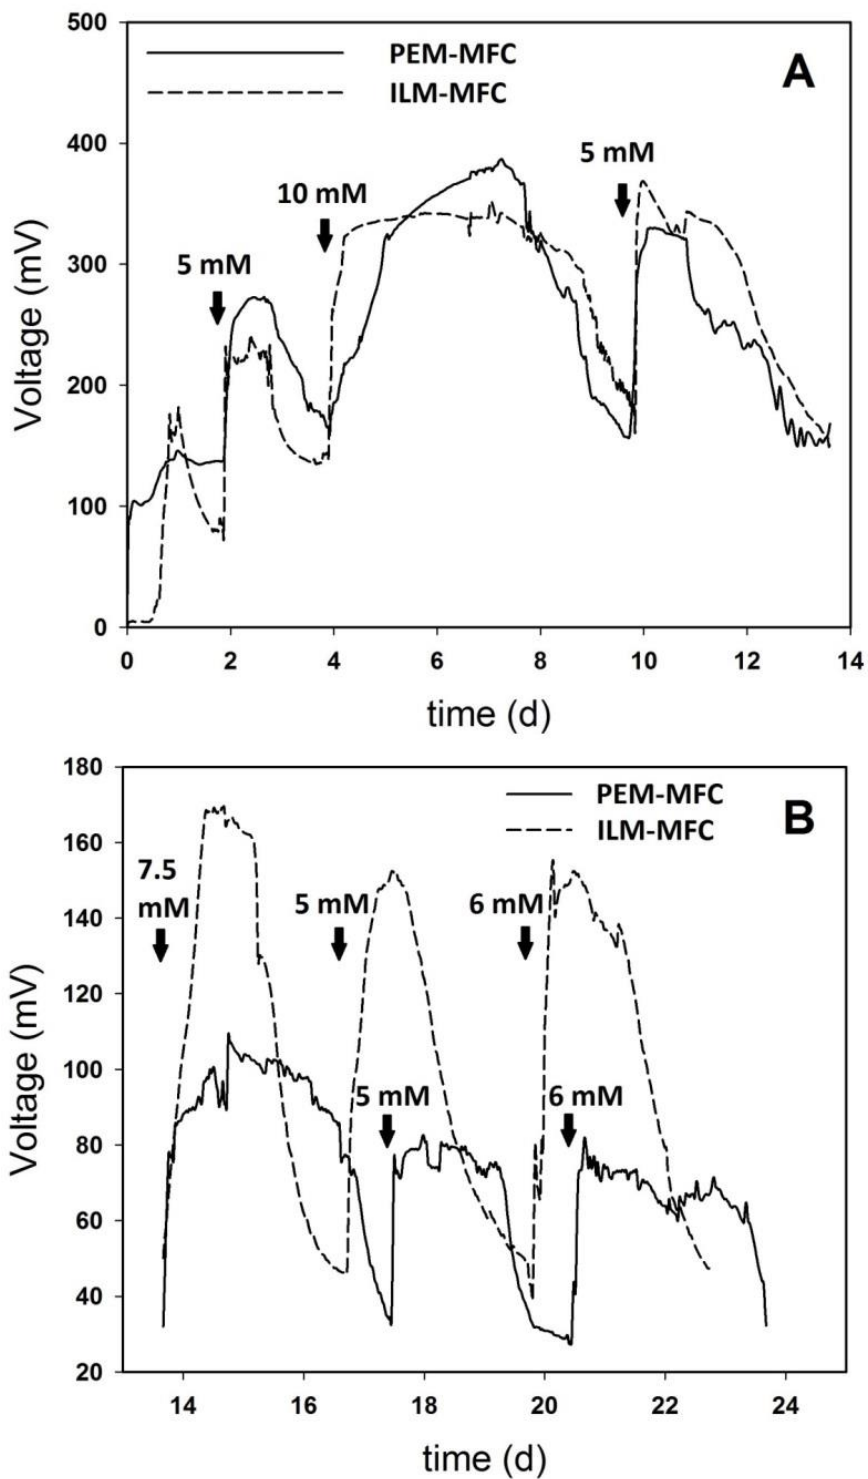 500
PEM-MFC
ILM-MFC
A
400
5 mM
10 mM
300
5 mM
200
100
0
Voltage (mV)
0 2 4 6 8 10 12 14
time (d)
180
PEM-MFC
ILM-MFC
B
160
7.5
mM
5 mM
6 mM
140
120
100
5 mM
6 mM
80
60
40
20
Voltage (mV)
14 16 18 20 22 24
time (d)